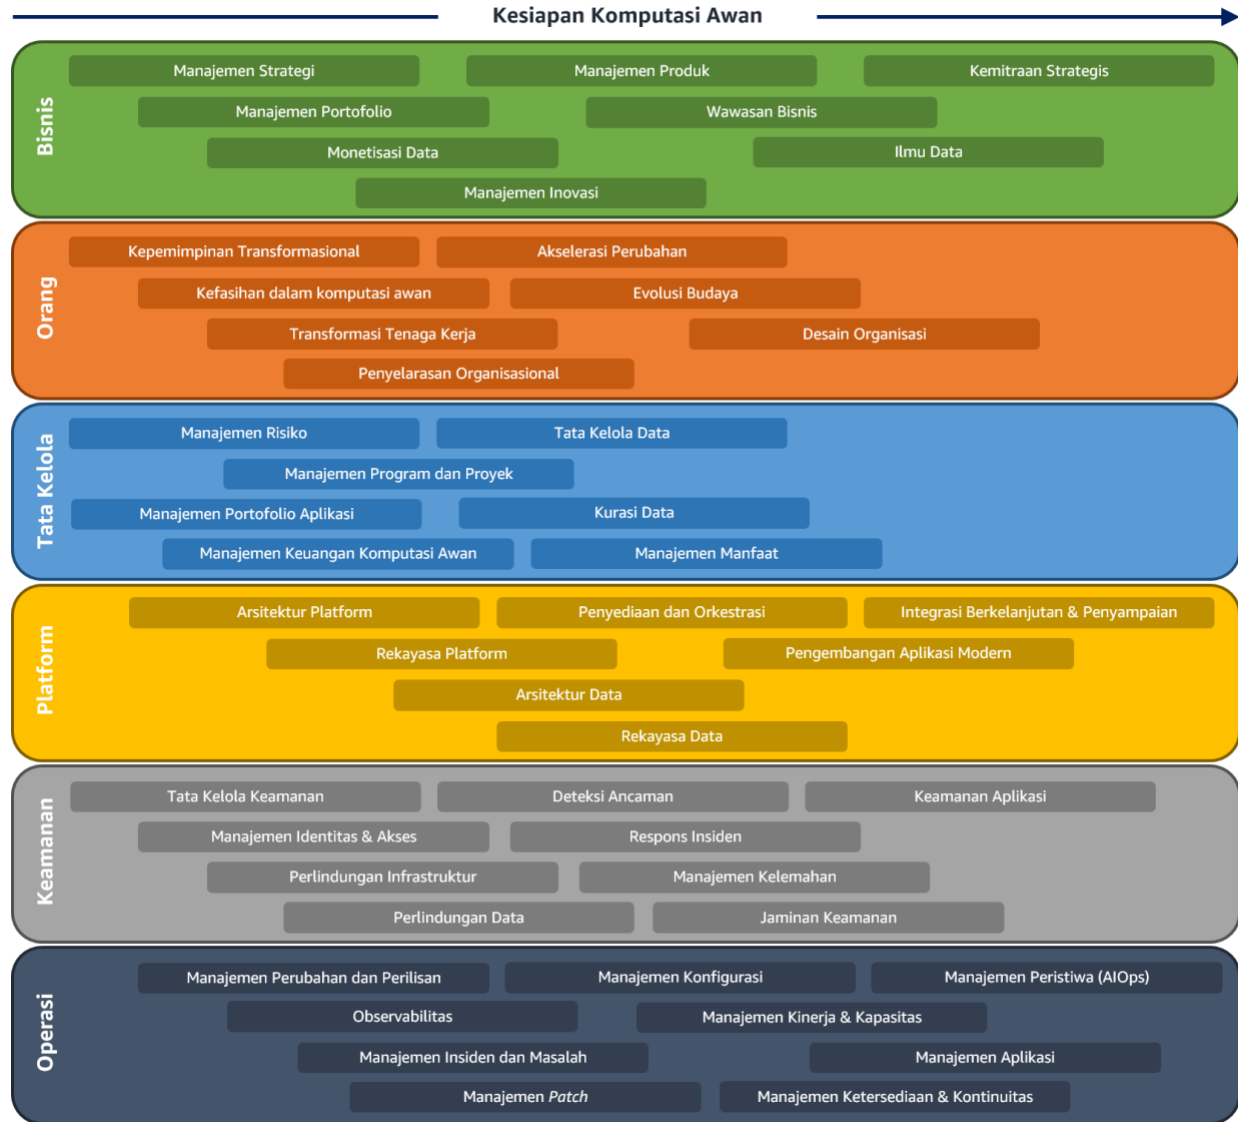 Kesiapan Komputasi Awan
Bisnis
Manajemen Strategi
Manajemen Produk
Kemitraan Strategis
Manajemen Portofolio
Wawasan Bisnis
Monetisasi Data
Ilmu Data
Manajemen Inovasi
Orang
Kepemimpinan Transformasional
Akselerasi Perubahan
Kefasihan dalam komputasi awan
Evolusi Budaya
Transformasi Tenaga Kerja
Desain Organisasi
Penyelarasan Organisasional
Tata Kelola
Manajemen Risiko
Tata Kelola Data
Manajemen Program dan Proyek
Manajemen Portofolio Aplikasi
Kurasi Data
Manajemen Keuangan Komputasi Awan
Manajemen Manfaat
Platform
Arsitektur Platform
Penyediaan dan Orkestrasi
Integrasi Berkelanjutan & Penyampaian
Rekayasa Platform
Pengembangan Aplikasi Modern
Arsitektur Data
Rekayasa Data
Keamanan
Tata Kelola Keamanan
Deteksi Ancaman
Keamanan Aplikasi
Manajemen Identitas & Akses
Respons Insiden
Perlindungan Infrastruktur
Manajemen Kelemahan
Perlindungan Data
Jaminan Keamanan
Operasi
Manajemen Perubahan dan Perilisan
Manajemen Konfigurasi
Manajemen Peristiwa (AIOps)
Observabilitas
Manajemen Kinerja & Kapasitas
Manajemen Insiden dan Masalah
Manajemen Aplikasi
Manajemen Patch
Manajemen Ketersediaan & Kontinuitas